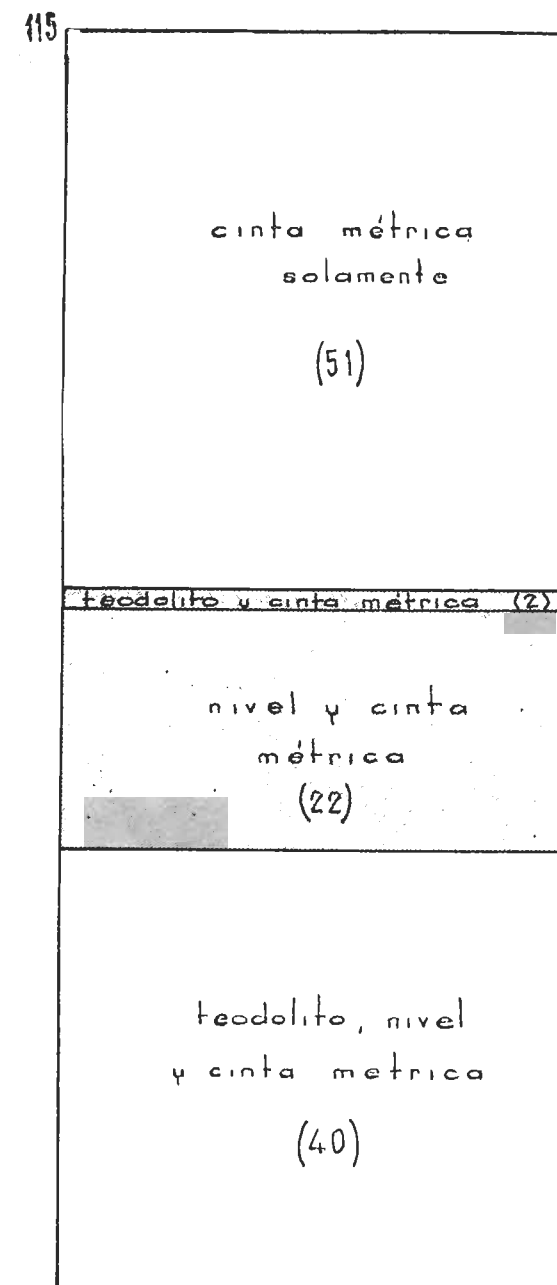 115
cinta métrica
solamente
(51)
teodolito y cinta métrica (2)
nivel y cinta
métrica
(22)
teodolito, nivel
y cinta metrica
(40)